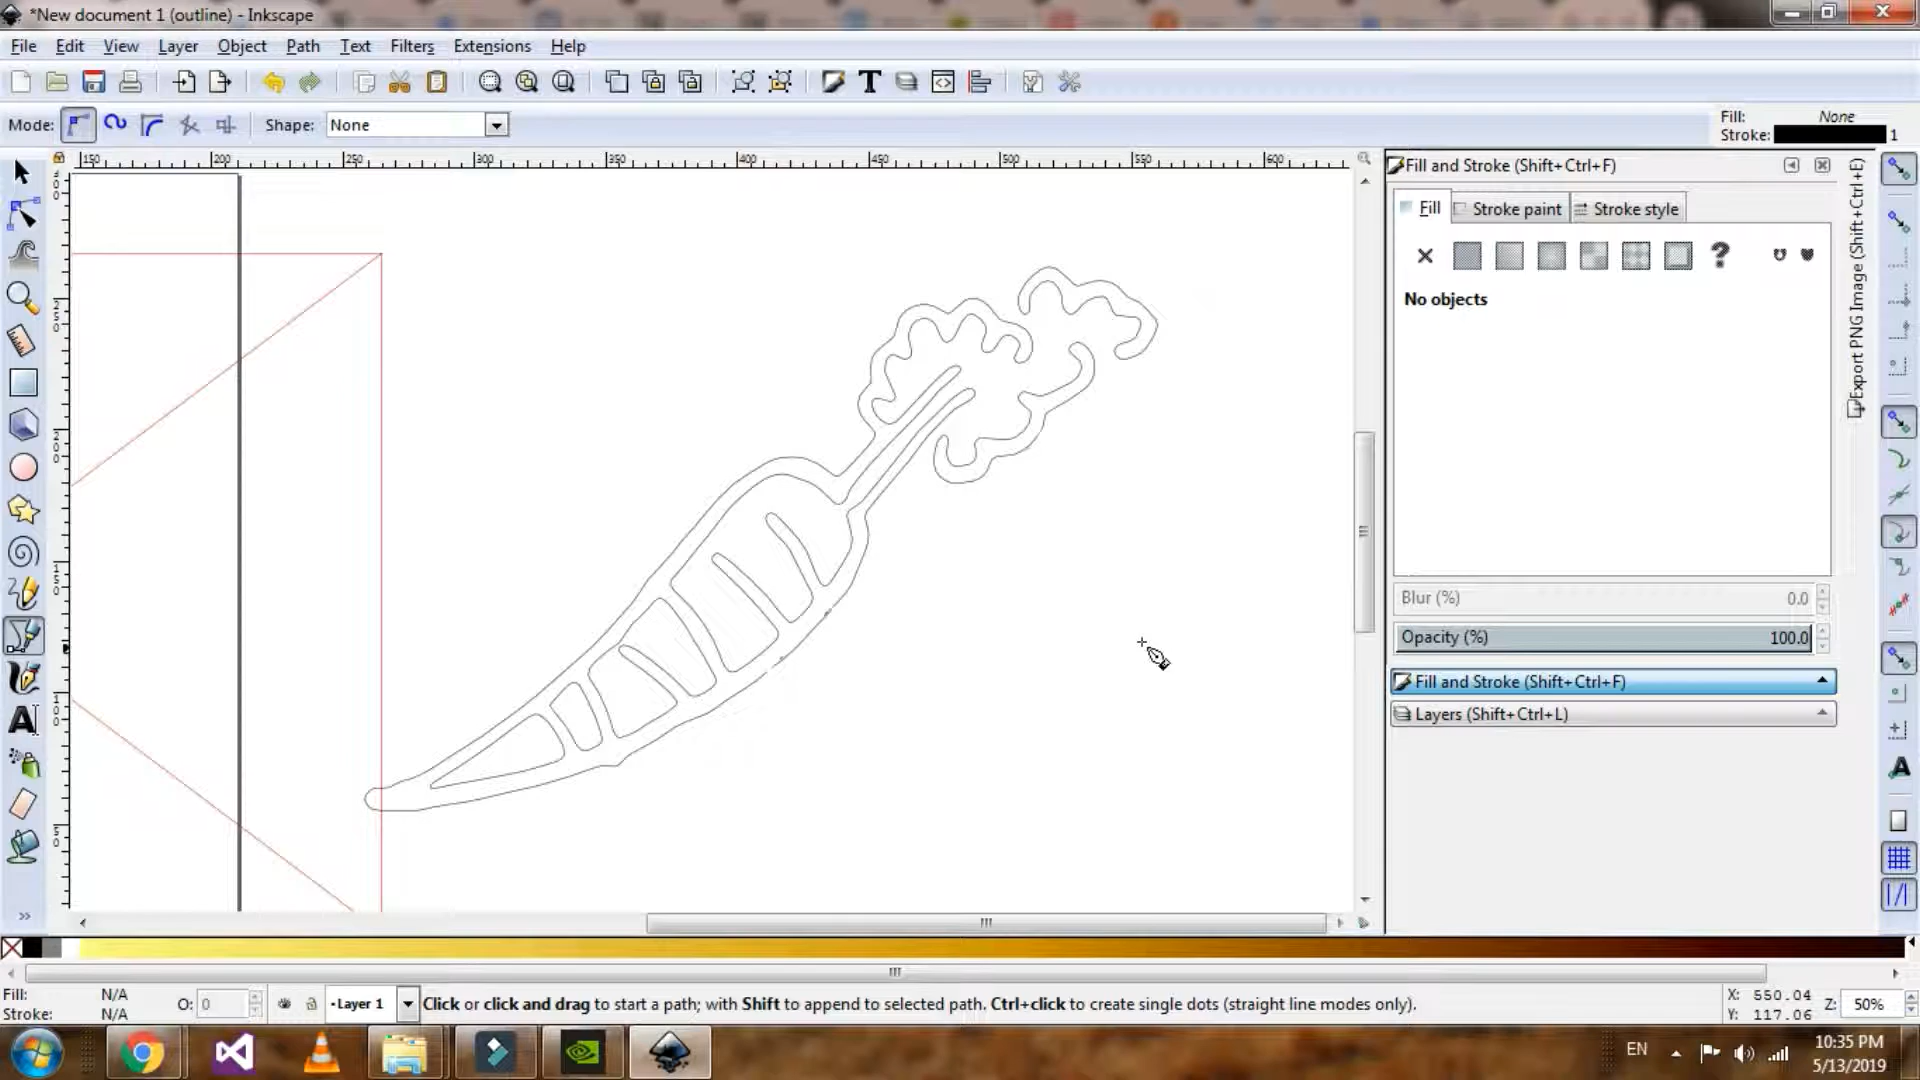 *New document 1 (outline) - Inkscape
File Edit View Layer Object Path Text Filters Extensions Help
Mode: Shape: None
Fill: None
Stroke: 1
150 200 250 300 350 400 450 500 550 600
Fill and Stroke (Shift+Ctrl+F)
Fill Stroke paint Stroke style
No objects
Blur (%) 0.0
Opacity (%) 100.0
Fill and Stroke (Shift+Ctrl+F)
Layers (Shift+Ctrl+L)
Export PNG Image (Shift+Ctrl+E)
Fill: N/A
Stroke: N/A
O: 0
Layer 1
Click or click and drag to start a path; with Shift to append to selected path. Ctrl+click to create single dots (straight line modes only).
X: 550.04
Y: 117.06
Z: 50%
EN
10:35 PM
5/13/2019